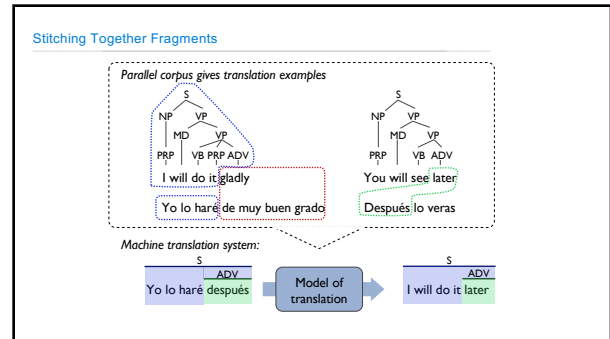 Stitching Together Fragments
Parallel corpus gives translation examples
S
NP VP
MD VP
PRP VB PRP ADV
I will do it gladly
Yo lo haré de muy buen grado
S
NP VP
MD VP
PRP VB ADV
You will see later
Después lo veras
Machine translation system:
S
ADV
Yo lo haré después
Model of
translation
S
ADV
I will do it later